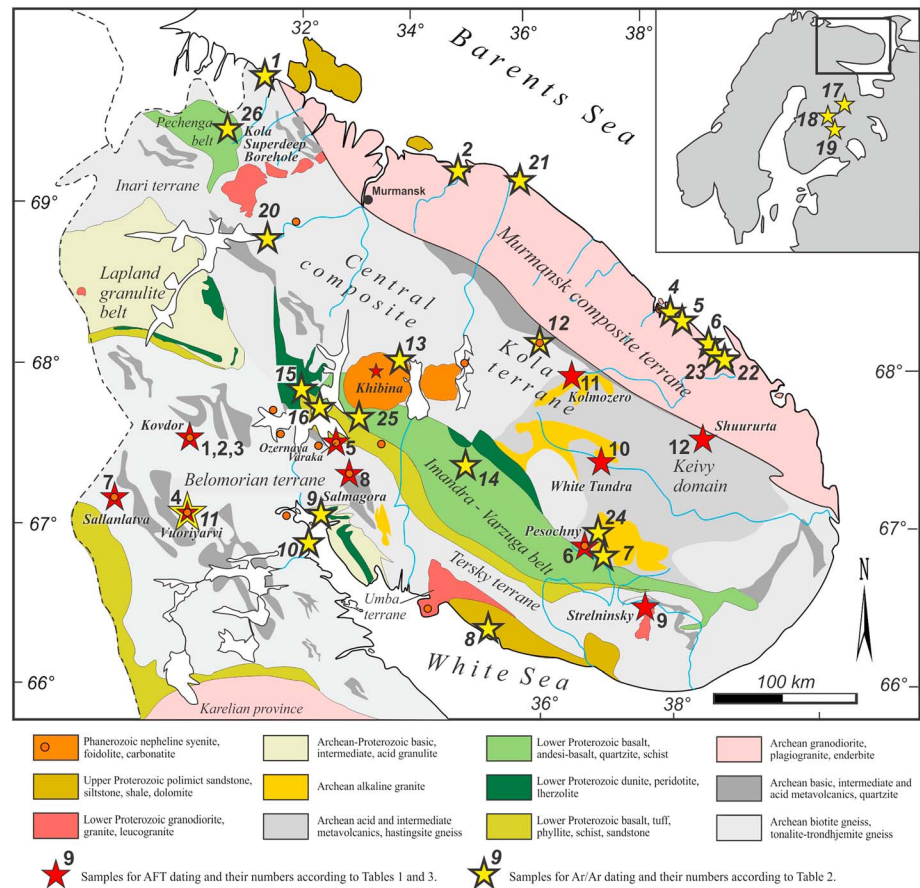 32°
34°
36°
38°
Barents Sea
1
26
Pechenga
belt
Kola
Superdeep
Borehole
Inari terrane
2
21
Murmansk
17
18
19
69°
69°
20
Lapland
granulite
belt
Central
composite
Kola
terrane
Murmansk composite terrane
4
5
6
23
22
68°
68°
12
13
Khibina
11
Kolmozero
15
16
25
Kovdor
1,2,3
Ozernaya
Varaka
5
8
Salmagora
Belomorian terrane
14
Imandra - Varzuga belt
10
White Tundra
12
Shuururta
Keivy
domain
7
Sallanlatva
4
11
Vuoriyarvi
9
10
67°
67°
Pesochny
24
6
7
Tersky terrane
Umba
terrane
Strelninsky
9
8
White Sea
N
66°
66°
Karelian province
36°
38°
100 km
Phanerozoic nepheline syenite,
foidolite, carbonatite
Upper Proterozoic polimict sandstone,
siltstone, shale, dolomite
Lower Proterozoic granodiorite,
granite, leucogranite
Archean-Proterozoic basic,
intermediate, acid granulite
Archean alkaline granite
Archean acid and intermediate
metavolcanics, hastingsite gneiss
Lower Proterozoic basalt,
andesi-basalt, quartzite, schist
Lower Proterozoic dunite, peridotite,
lherzolite
Lower Proterozoic basalt, tuff,
phyllite, schist, sandstone
Archean granodiorite,
plagiogranite, enderbite
Archean basic, intermediate and
acid metavolcanics, quartzite
Archean biotite gneiss,
tonalite-trondhjemite gneiss
9
Samples for AFT dating and their numbers according to Tables 1 and 3.
9
Samples for Ar/Ar dating and their numbers according to Table 2.